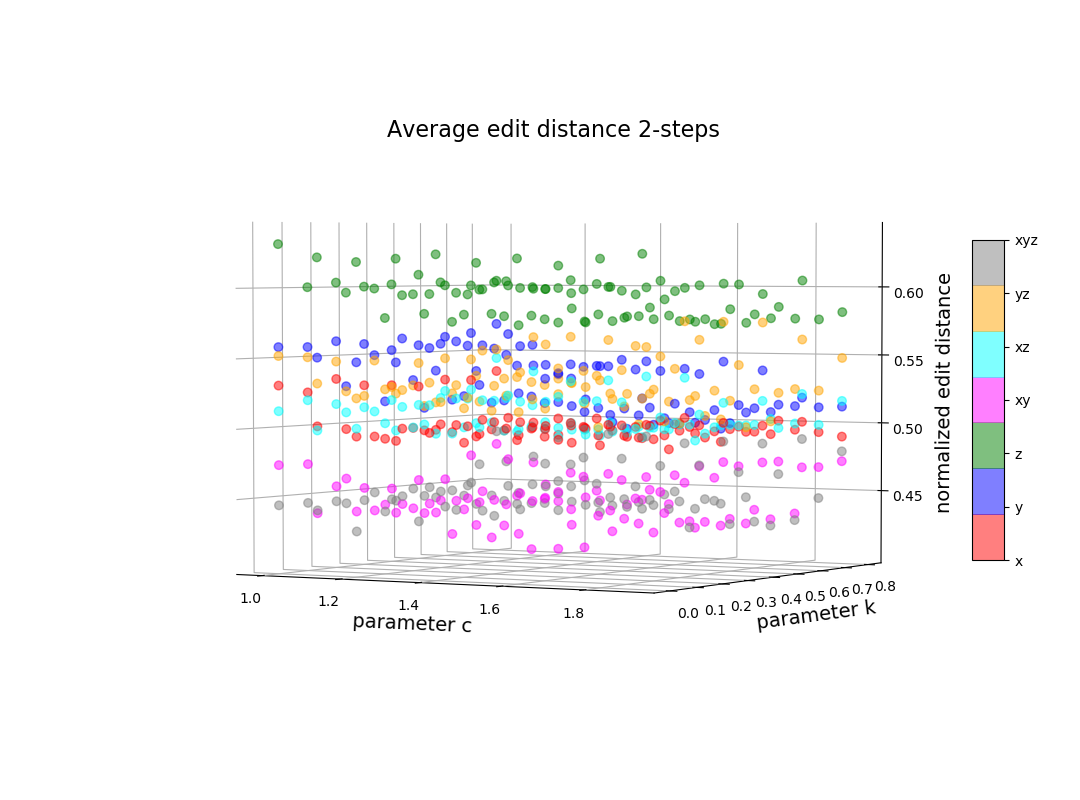 Average edit distance 2-steps
0.60
0.55
0.50
0.45
normalized edit distance
1.0 1.2 1.4 1.6 1.8
parameter c
0.0 0.1 0.2 0.3 0.4 0.5 0.6 0.7 0.8
parameter k
xyz
yz
xz
xy
z
y
x